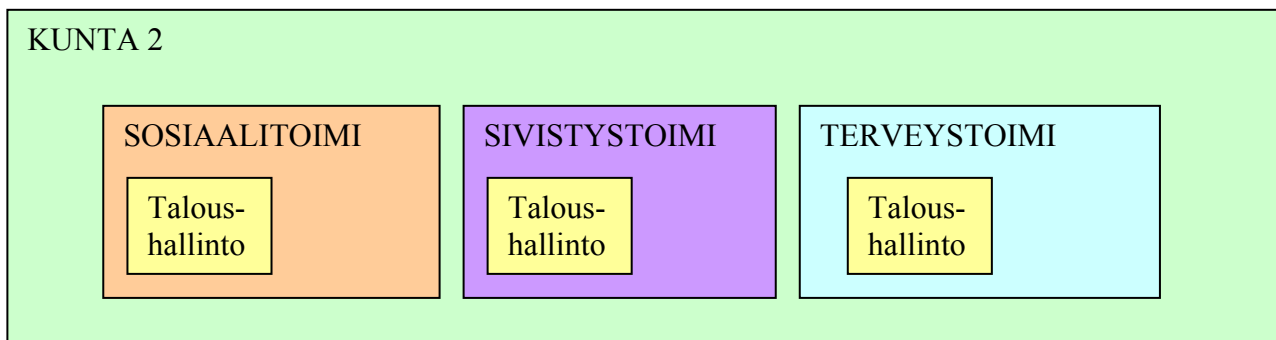 KUNTA 2
SOSIAALITOIMI
Talous-
hallinto
SIVISTYSTOIMI
Talous-
hallinto
TERVEYSTOIMI
Talous-
hallinto